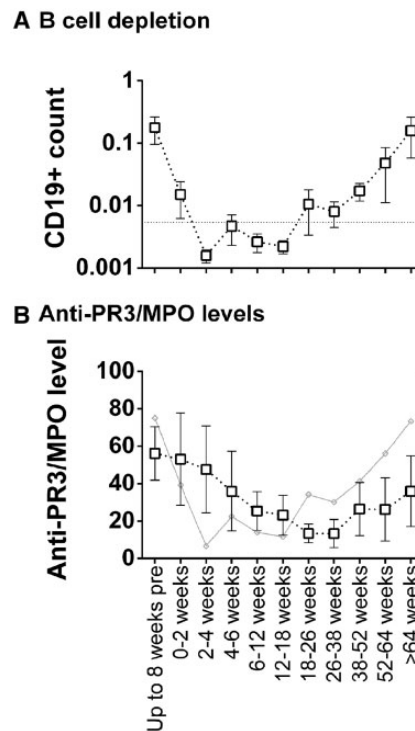 A B cell depletion
CD19+ count
1
0.1
0.01
0.001
B Anti-PR3/MPO levels
Anti-PR3/MPO level
100
80
60
40
20
0
Up to 8 weeks pre
0-2 weeks
2-4 weeks
4-6 weeks
6-12 weeks
12-18 weeks
18-26 weeks
26-38 weeks
38-52 weeks
52-64 weeks
>64 weeks